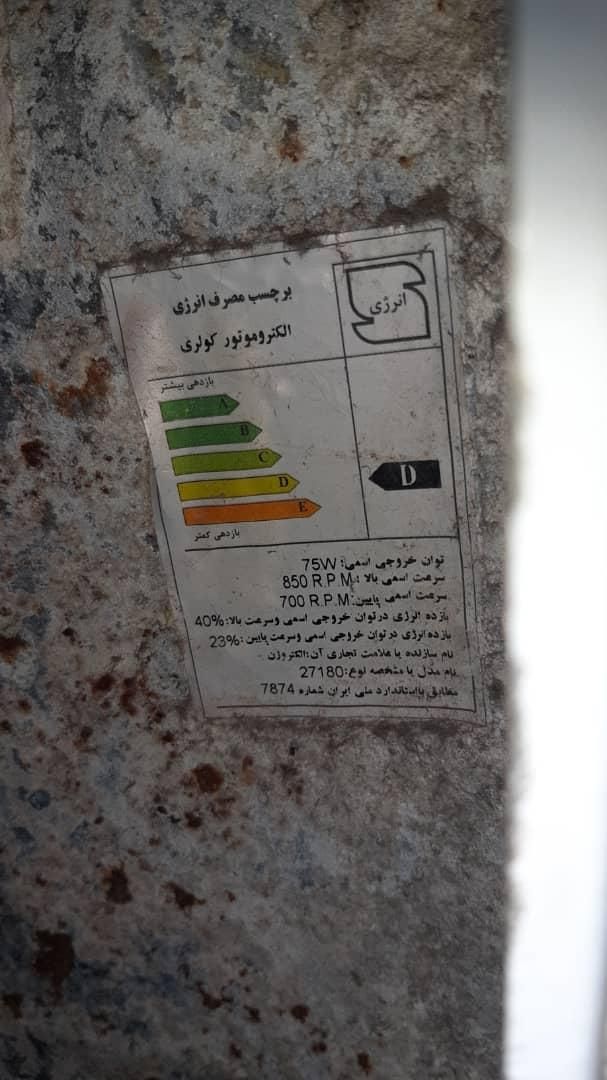 برچسب مصرف انرژی
الکتروموتور کولری
انرژی
بازدهی بیشتر
A
B
C
D
E
D
بازدهی کمتر
توان خروجی اسمی: 75W
سرعت اسمی بالا: 850 R.P.M
سرعت اسمی پایین: 700 R.P.M
بازده انرژی در توان خروجی اسمی و سرعت بالا: 40%
بازده انرژی در توان خروجی اسمی و سرعت پایین: 23%
نام سازنده یا علامت تجاری آن: الکتروژن
نام مدل یا مشخصه نوع: 27180
مطابق با استاندارد ملی ایران شماره 7874